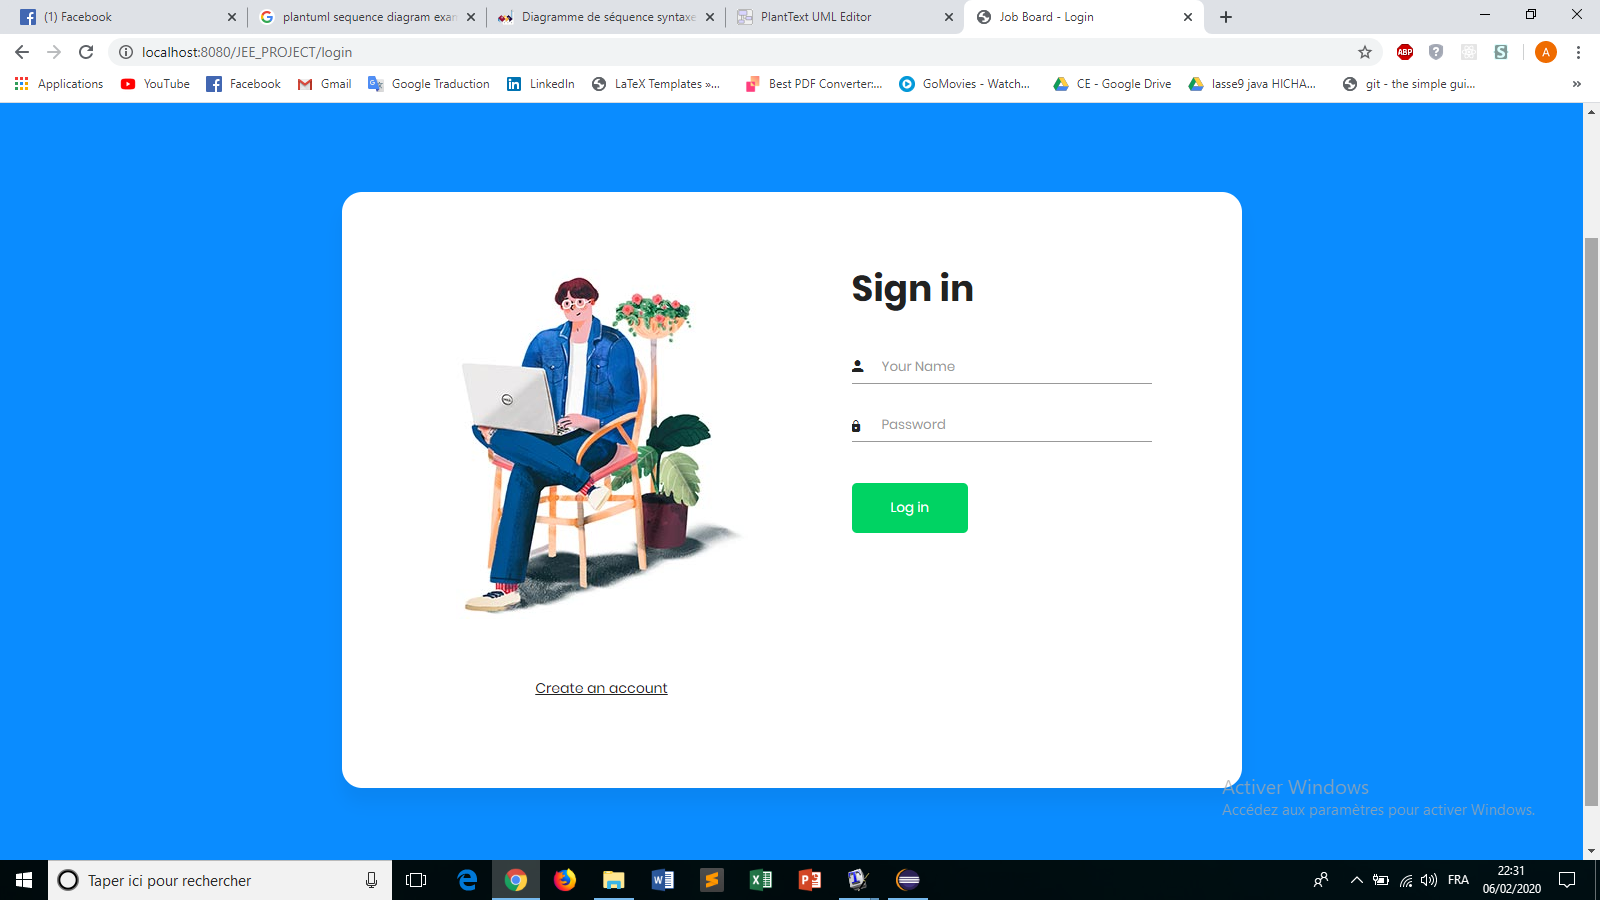 (1) Facebook
plantuml sequence diagram exan
Diagramme de séquence syntaxe
PlantText UML Editor
Job Board - Login
localhost:8080/JEE_PROJECT/login
ABP
A
Applications
YouTube
Facebook
Gmail
Google Traduction
LinkedIn
LaTeX Templates »...
Best PDF Converter:...
GoMovies - Watch...
CE - Google Drive
lasse9 java HICHA...
git - the simple gui...
»
Sign in
Your Name
Password
Log in
Create an account
Activer Windows
Accédez aux paramètres pour activer Windows.
Taper ici pour rechercher
FRA
22:31
06/02/2020